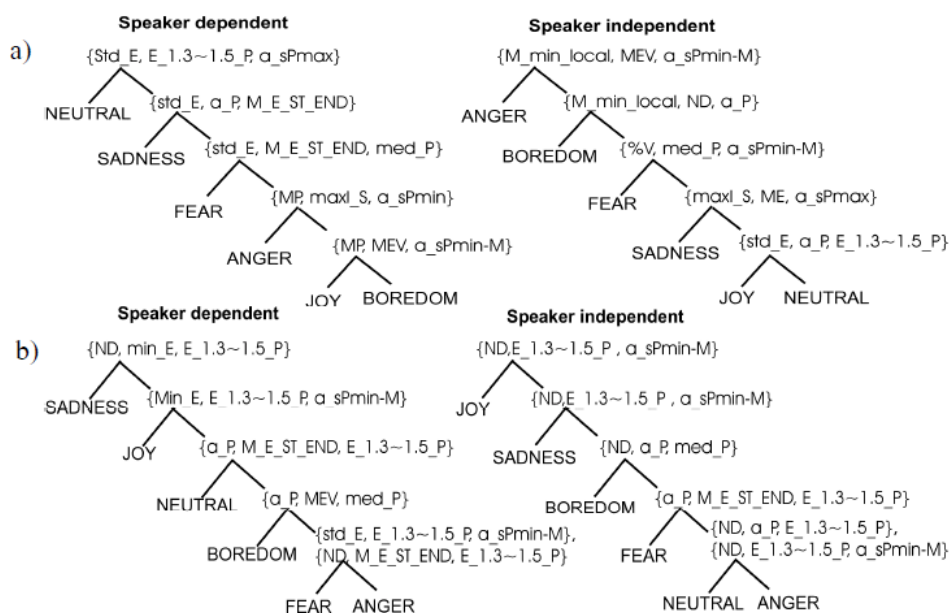 Speaker dependent
Speaker independent
a)
{Std_E, E_1.3~1.5_P, a_sPmax}
NEUTRAL
{std_E, a_P, M_E_ST_END}
SADNESS
{std_E, M_E_ST_END, med_P}
FEAR
{MP, maxI_S, a_sPmin}
ANGER
{MP, MEV, a_sPmin-M}
JOY
BOREDOM
{M_min_local, MEV, a_sPmin-M}
ANGER
{M_min_local, ND, a_P}
BOREDOM
{%V, med_P, a_sPmin-M}
FEAR
{maxI_S, ME, a_sPmax}
SADNESS
{std_E, a_P, E_1.3~1.5_P}
JOY
NEUTRAL
Speaker dependent
Speaker independent
b)
{ND, min_E, E_1.3~1.5_P}
SADNESS
{Min_E, E_1.3~1.5_P, a_sPmin-M}
JOY
{a_P, M_E_ST_END, E_1.3~1.5_P}
NEUTRAL
{a_P, MEV, med_P}
BOREDOM
{std_E, E_1.3~1.5_P, a_sPmin-M},
{ND, M_E_ST_END, E_1.3~1.5_P}
FEAR
ANGER
{ND,E_1.3~1.5_P , a_sPmin-M}
JOY
{ND,E_1.3~1.5_P , a_sPmin-M}
SADNESS
{ND, a_P, med_P}
BOREDOM
{a_P, M_E_ST_END, E_1.3~1.5_P}
FEAR
{ND, a_P, E_1.3~1.5_P},
{ND, E_1.3~1.5_P, a_sPmin-M}
NEUTRAL
ANGER